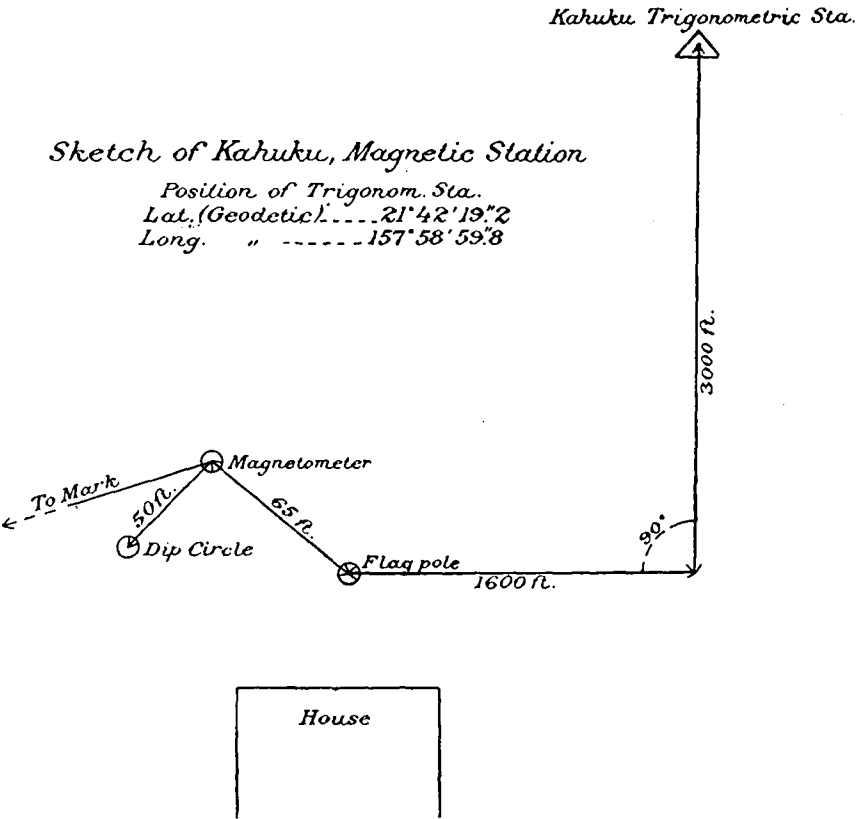 Kahuku Trigonometric Sta.
Sketch of Kahuku, Magnetic Station
Position of Trigonom. Sta.
Lat. (Geodetic).....21°42'19."2
Long. „ ------157°58'59."8
3000 ft.
Magnetometer
To Mark
50 ft.
65 ft.
90°
Dip Circle
Flag pole
1600 ft.
House